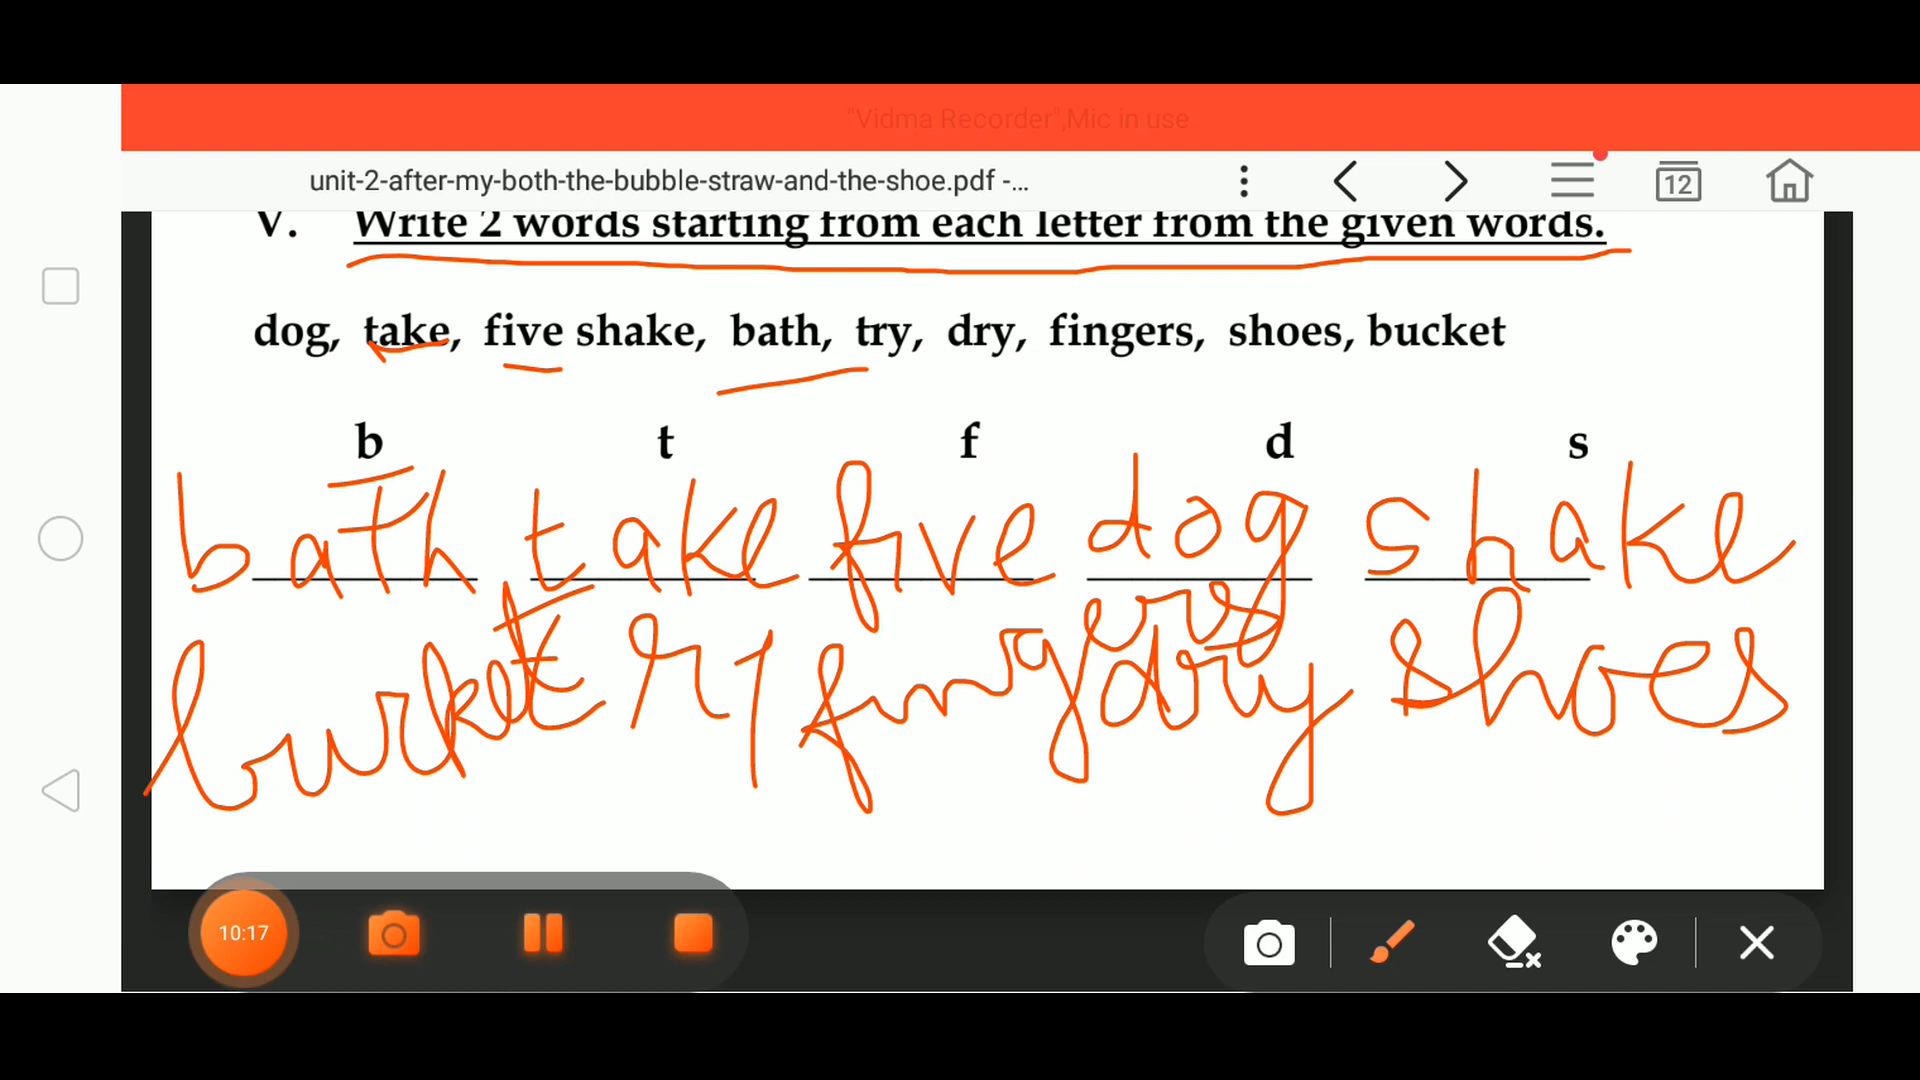 "Vidma Recorder",Mic in use
unit-2-after-my-both-the-bubble-straw-and-the-shoe.pdf -...
12
V. Write 2 words starting from each letter from the given words.
dog, take, five shake, bath, try, dry, fingers, shoes, bucket
b t f d s
bath take five dog shake
bucket try fingers dry shoes
10:17